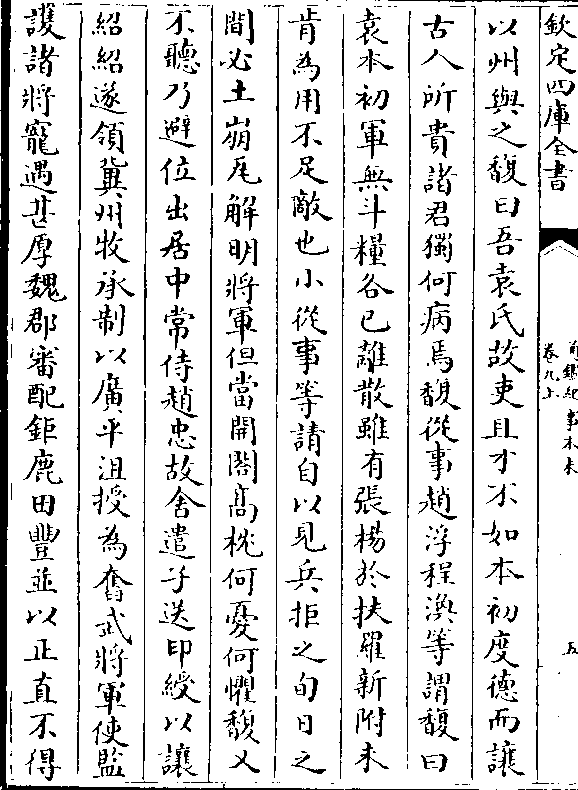 欽定四庫全書
通鑑紀事本末
卷九上
五
以州與之馥曰吾袁氏故吏且才不如本初度德而讓
古人所貴諸君獨何病焉馥從事趙浮程渙等謂馥曰
袁本初軍無斗糧各已離散雖有張楊於扶羅新附未
肯為用不足敵也小從事等請自以見兵拒之旬日之
間必土崩瓦解明將軍但當開閤高枕何憂何懼馥又
不聽乃避位出居中常侍趙忠故舍遣子送印綬以讓
紹紹遂領冀州牧承制以廣平沮授為奮武將軍使監
護諸將寵遇甚厚魏郡審配鉅鹿田豐並以正直不得